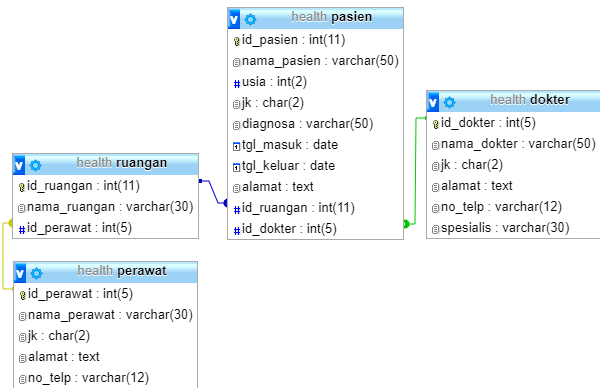 health pasien
id_pasien : int(11)
nama_pasien : varchar(50)
usia : int(2)
jk : char(2)
diagnosa : varchar(50)
tgl_masuk : date
tgl_keluar : date
alamat : text
id_ruangan : int(11)
id_dokter : int(5)
health dokter
id_dokter : int(5)
nama_dokter : varchar(50)
jk : char(2)
alamat : text
no_telp : varchar(12)
spesialis : varchar(30)
health ruangan
id_ruangan : int(11)
nama_ruangan : varchar(30)
id_perawat : int(5)
health perawat
id_perawat : int(5)
nama_perawat : varchar(30)
jk : char(2)
alamat : text
no_telp : varchar(12)